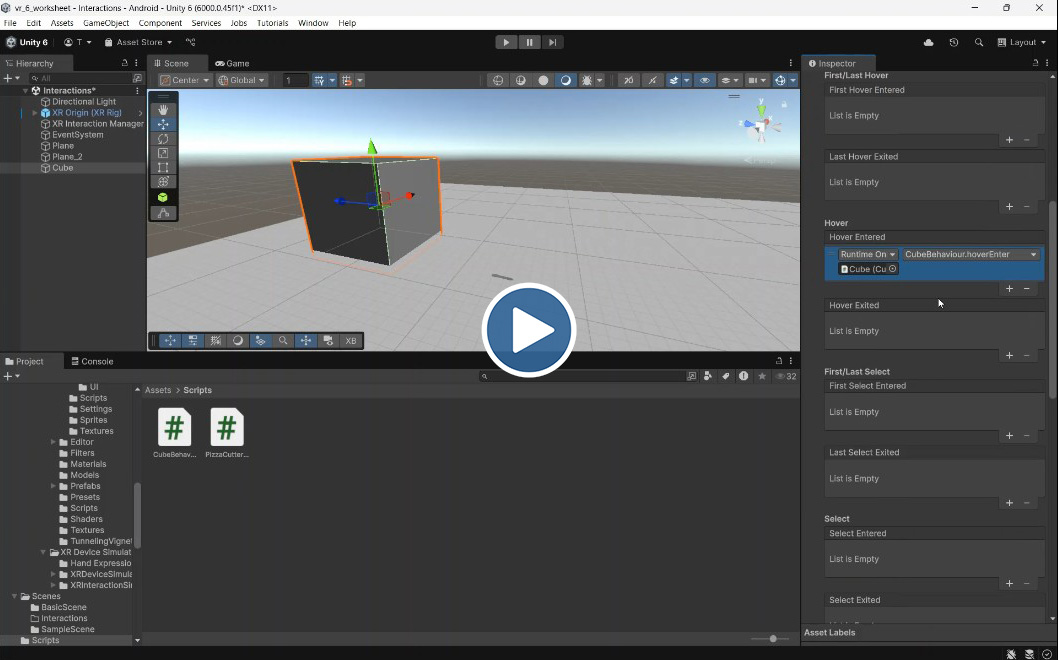 vr_6_worksheet - Interactions - Android - Unity 6 (6000.0.45f1)* <DX11>
File Edit Assets GameObject Component Services Jobs Tutorials Window Help
Unity 6 T Asset Store Layout
Hierarchy
All
Interactions*
Directional Light
XR Origin (XR Rig)
XR Interaction Manager
EventSystem
Plane
Plane_2
Cube
Scene Game
Center Global 1 2D
XB
Project Console
32
UI
Scripts
Settings
Sprites
Textures
Editor
Filters
Materials
Models
Prefabs
Presets
Scripts
Shaders
Textures
TunnelingVignet
XR Device Simulat
Hand Expressio
XRDeviceSimula
XRInteractionSi
Scenes
BasicScene
Interactions
SampleScene
Scripts
Assets > Scripts
CubeBehav... PizzaCutter...
Inspector
First/Last Hover
First Hover Entered
List is Empty
Last Hover Exited
List is Empty
Hover
Hover Entered
Runtime On CubeBehaviour.hoverEnter
Cube (Cu
Hover Exited
List is Empty
First/Last Select
First Select Entered
List is Empty
Last Select Exited
List is Empty
Select
Select Entered
List is Empty
Select Exited
Asset Labels